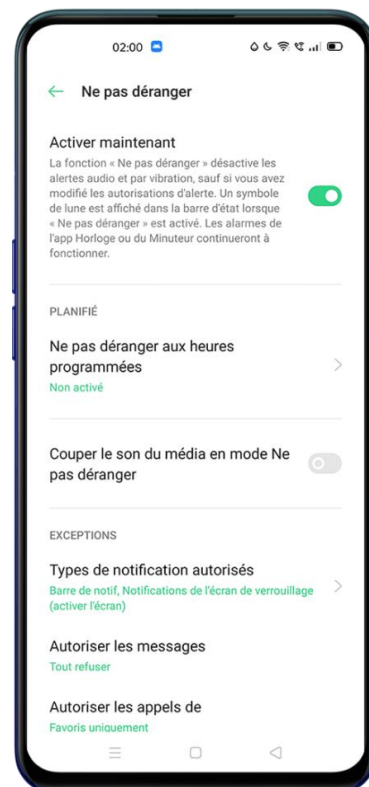 02:00
Ne pas déranger
Activer maintenant
La fonction « Ne pas déranger » désactive les
alertes audio et par vibration, sauf si vous avez
modifié les autorisations d'alerte. Un symbole
de lune est affiché dans la barre d'état lorsque
« Ne pas déranger » est activé. Les alarmes de
l'app Horloge ou du Minuteur continueront à
fonctionner.
PLANIFIÉ
Ne pas déranger aux heures
programmées
Non activé
Couper le son du média en mode Ne
pas déranger
EXCEPTIONS
Types de notification autorisés
Barre de notif, Notifications de l'écran de verrouillage
(activer l'écran)
Autoriser les messages
Tout refuser
Autoriser les appels de
Favoris uniquement